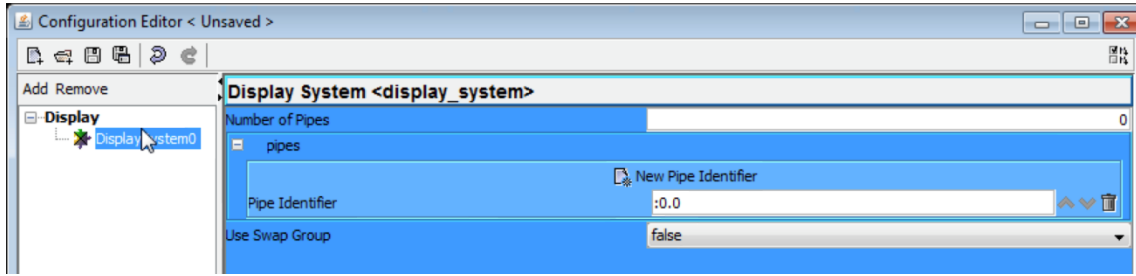 Configuration Editor < Unsaved >
Add Remove
Display System <display_system>
Display
Number of Pipes 0
pipes
New Pipe Identifier
Pipe Identifier :0.0
Use Swap Group false